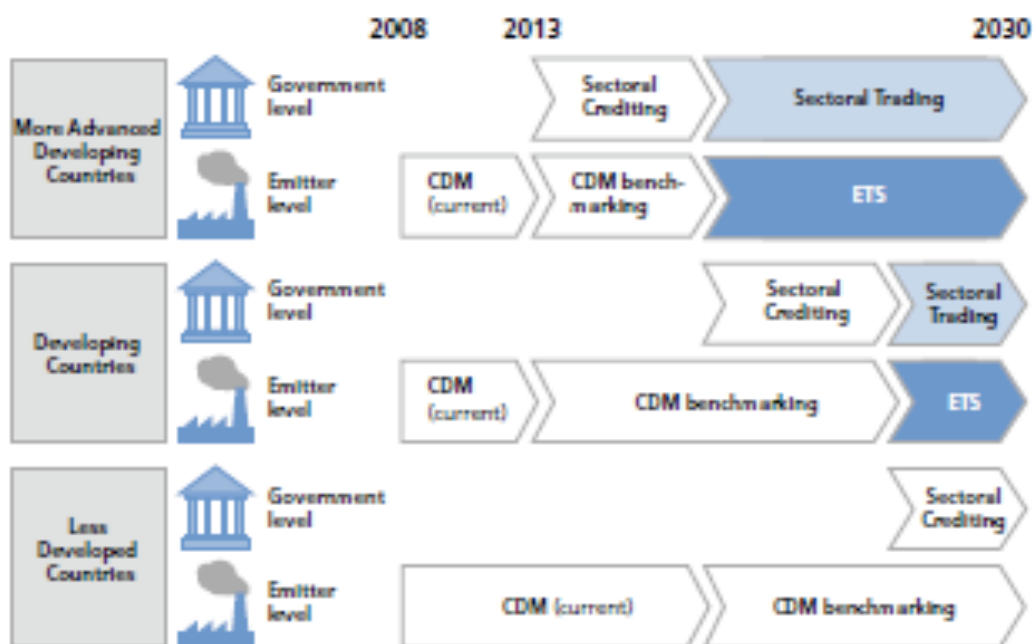 2008 2013 2030
More Advanced
Developing
Countries
Government
level
Sectoral
Crediting
Sectoral Trading
Emitter
level
CDM
(current)
CDM bench-
marking
ETS
Developing
Countries
Government
level
Sectoral
Crediting
Sectoral
Trading
Emitter
level
CDM
(current)
CDM benchmarking
ETS
Less
Developed
Countries
Government
level
Sectoral
Crediting
Emitter
level
CDM (current)
CDM benchmarking